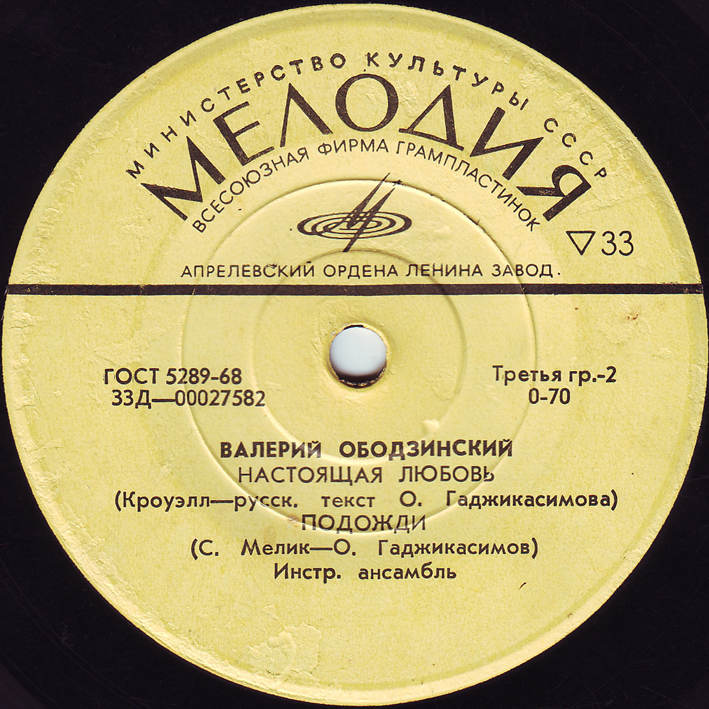 МИНИСТЕРСТВО КУЛЬТУРЫ СССР
МЕЛОДИЯ
ВСЕСОЮЗНАЯ ФИРМА ГРАМПЛАСТИНОК
▽33
АПРЕЛЕВСКИЙ ОРДЕНА ЛЕНИНА ЗАВОД.
ГОСТ 5289-68
Третья гр.-2
33Д—00027582
0-70
ВАЛЕРИЙ ОБОДЗИНСКИЙ
НАСТОЯЩАЯ ЛЮБОВЬ
(Кроуэлл—русск. текст О. Гаджикасимова)
ПОДОЖДИ
(С. Мелик—О. Гаджикасимов)
Инстр. ансамбль